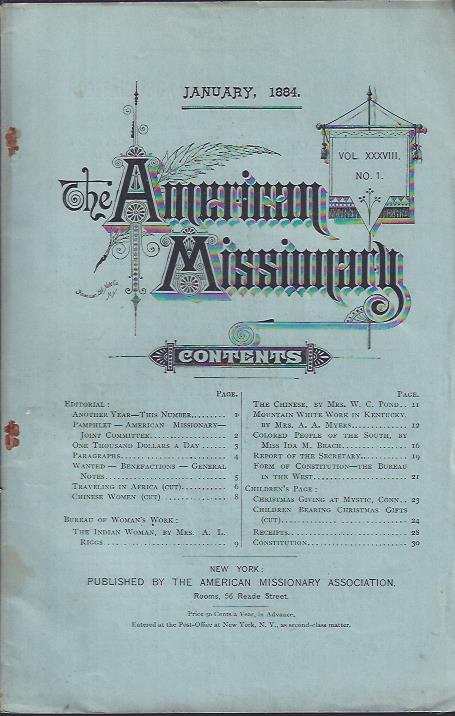 JANUARY, 1884.
VOL. XXXVIII.
NO. 1.
The American
Missionary
CONTENTS
PAGE.
EDITORIAL:
ANOTHER YEAR—THIS NUMBER........ 1
PAMPHLET — AMERICAN MISSIONARY—
JOINT COMMITTEE................ 2
ONE THOUSAND DOLLARS A DAY....... 3
PARAGRAPHS...................... 4
WANTED — BENEFACTIONS — GENERAL
NOTES.......................... 5
TRAVELING IN AFRICA (CUT)........ 6
CHINESE WOMEN (CUT) ............. 8
BUREAU OF WOMAN'S WORK:
THE INDIAN WOMAN, BY MRS. A. L.
RIGGS.......................... 9
PAGE.
THE CHINESE, BY MRS. W. C. POND.. 11
MOUNTAIN WHITE WORK IN KENTUCKY,
BY MRS. A. A. MYERS............. 12
COLORED PEOPLE OF THE SOUTH, BY
MISS IDA M. BEACH............... 16
REPORT OF THE SECRETARY.......... 19
FORM OF CONSTITUTION—THE BUREAU
IN THE WEST.................... 21
CHILDREN'S PAGE:
CHRISTMAS GIVING AT MYSTIC, CONN.. 23
CHILDREN BEARING CHRISTMAS GIFTS
(CUT).......................... 24
RECEIPTS......................... 28
CONSTITUTION..................... 30
NEW YORK:
PUBLISHED BY THE AMERICAN MISSIONARY ASSOCIATION.
Rooms, 56 Reade Street.
Price 50 Cents a Year, in Advance.
Entered at the Post-Office at New York, N. Y., as second-class matter.